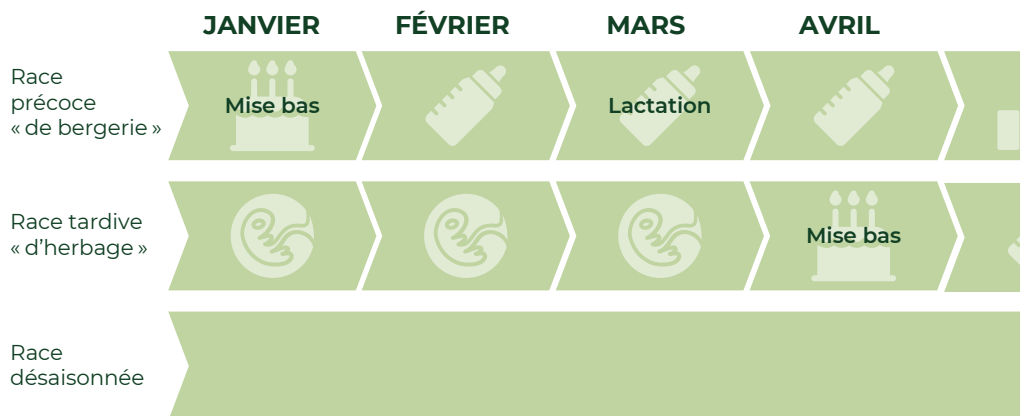 JANVIER FÉVRIER MARS AVRIL
Race
précoce
« de bergerie »
Mise bas
Lactation
Race tardive
« d’herbage »
Mise bas
Race
désaisonnée